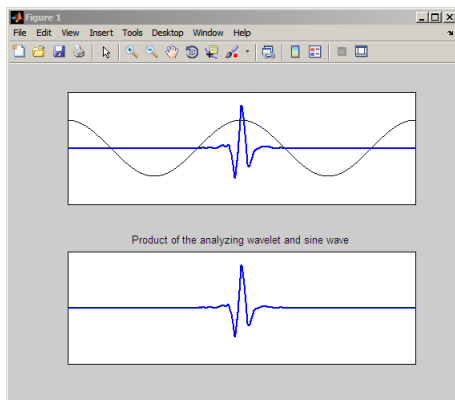 Figure 1
File Edit View Insert Tools Desktop Window Help
Product of the analyzing wavelet and sine wave